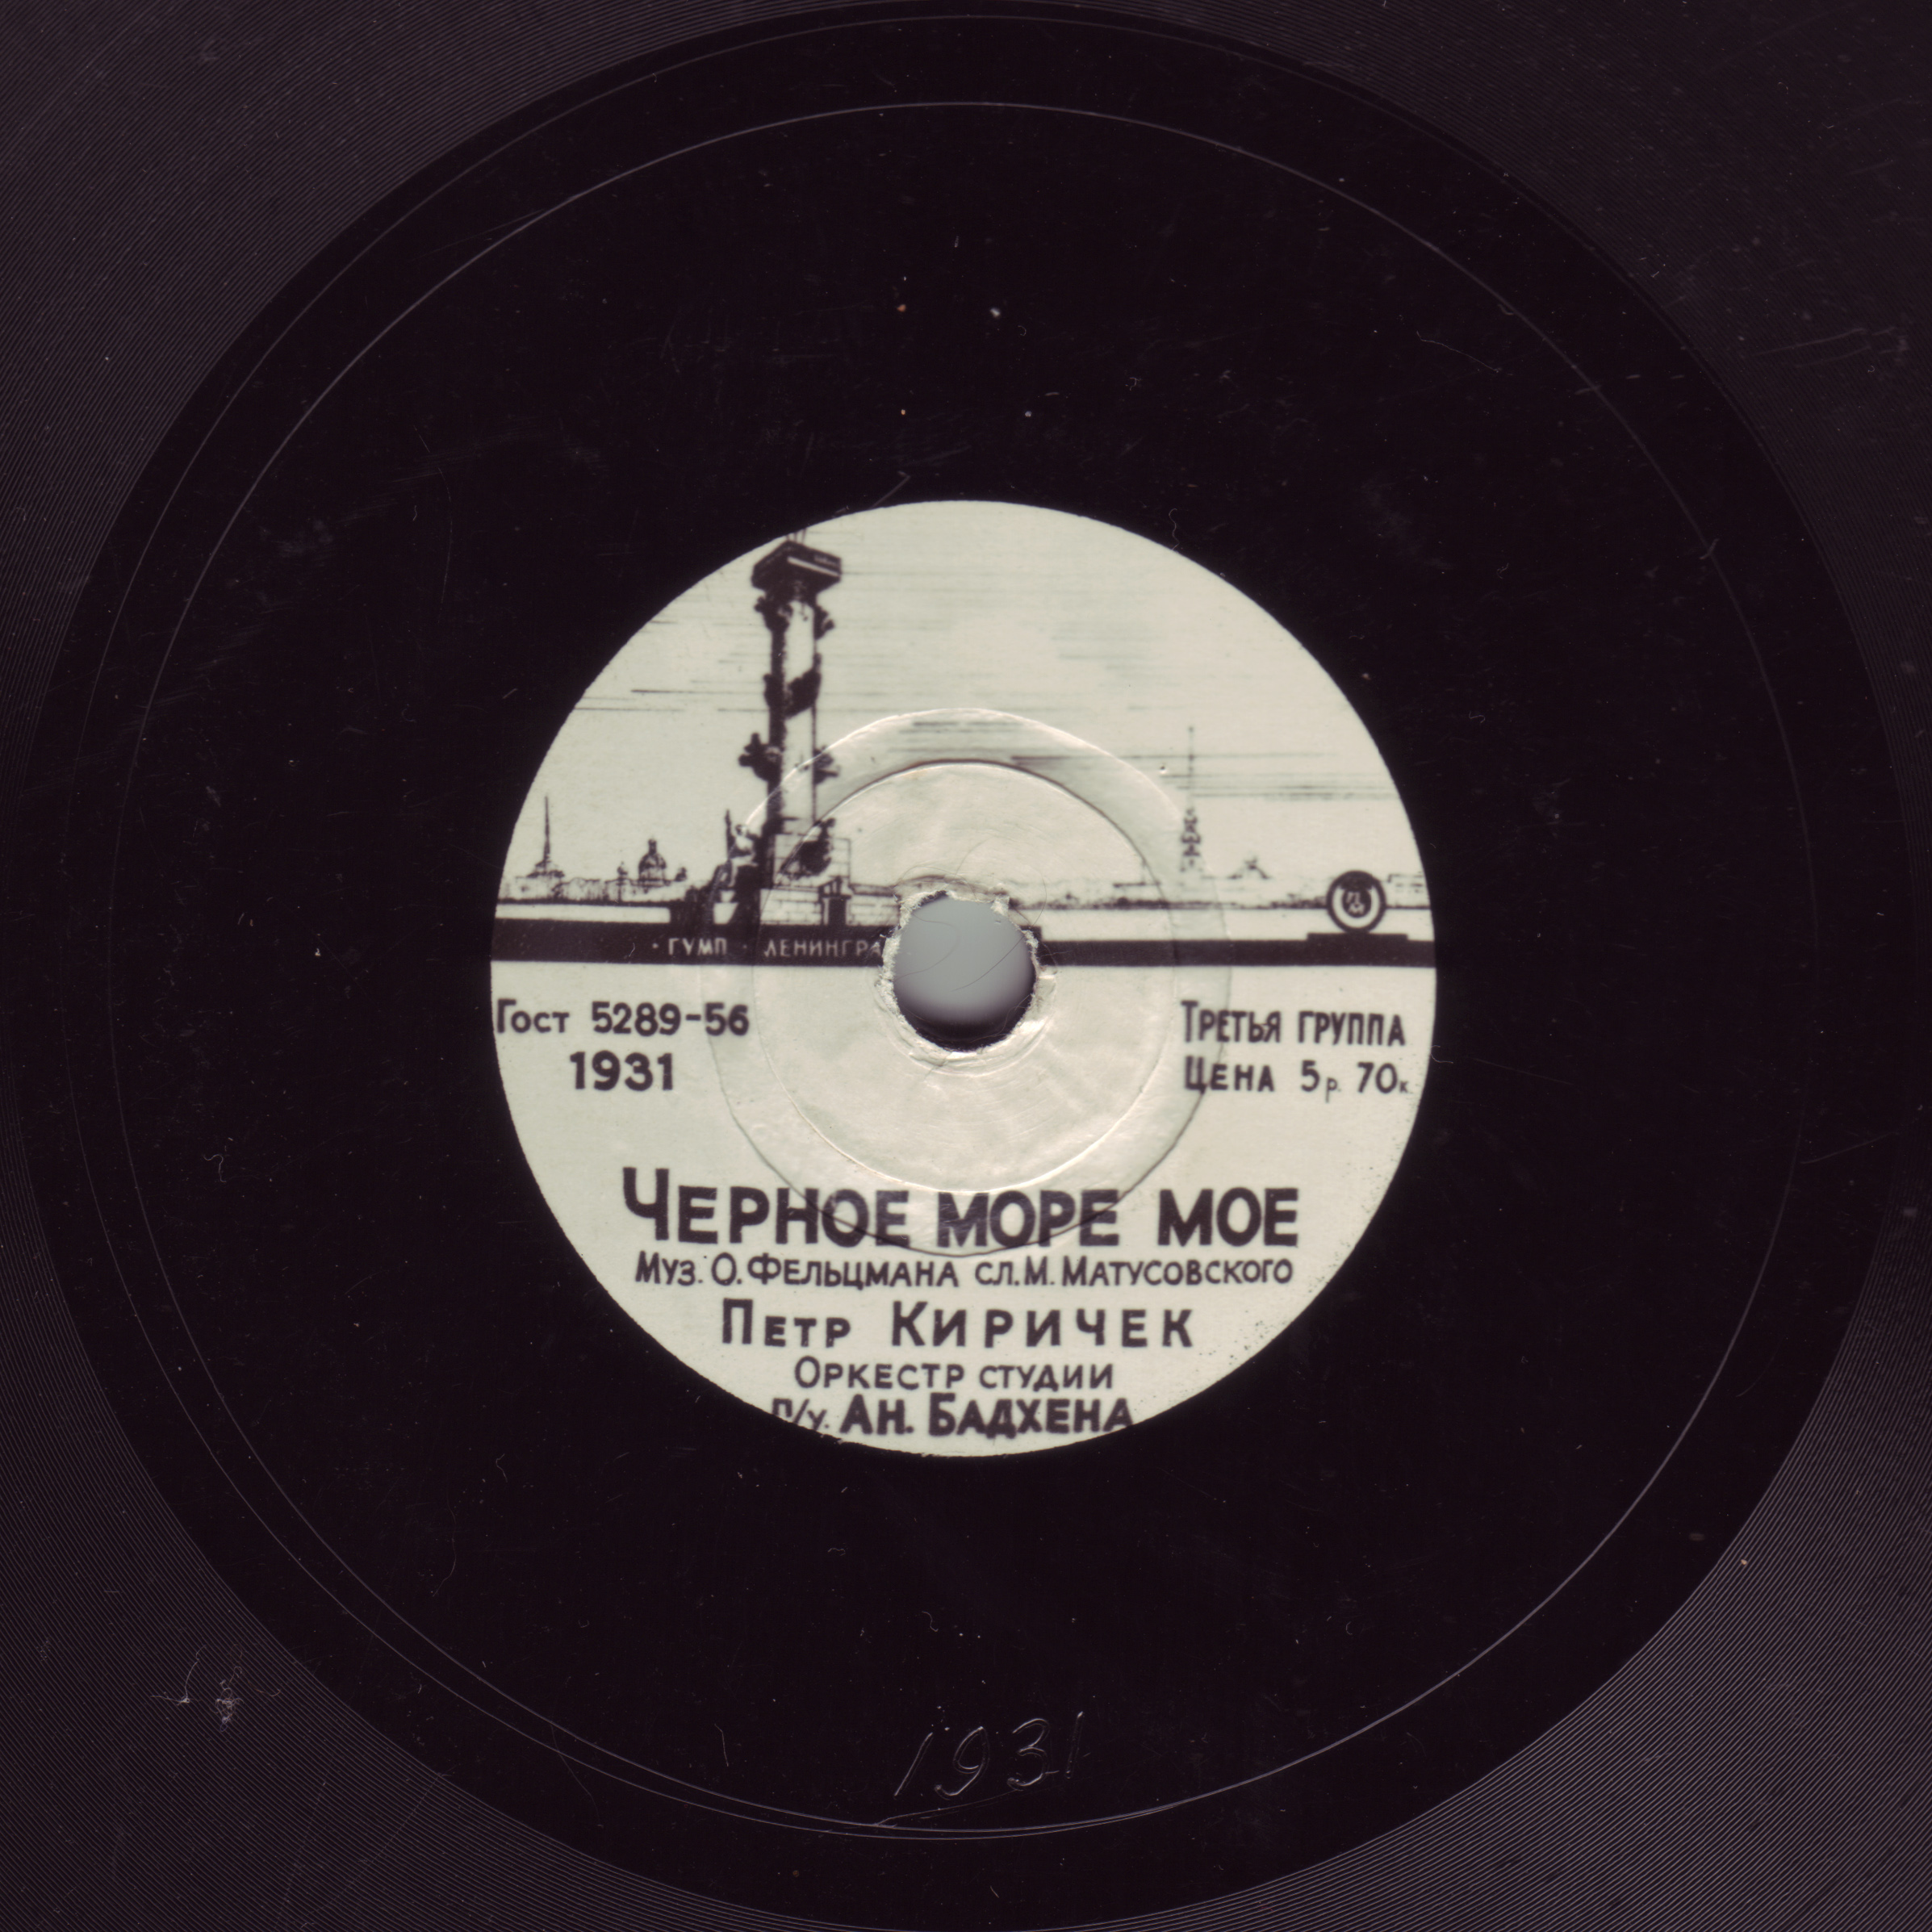 · ГУМП · ЛЕНИНГРА
Гост 5289-56
1931
Третья группа
Цена 5р. 70к.
Черное море мое
Муз. О. Фельцмана сл. М. Матусовского
Петр Киричек
Оркестр студии
п/у. Ан. Бадхена
1931